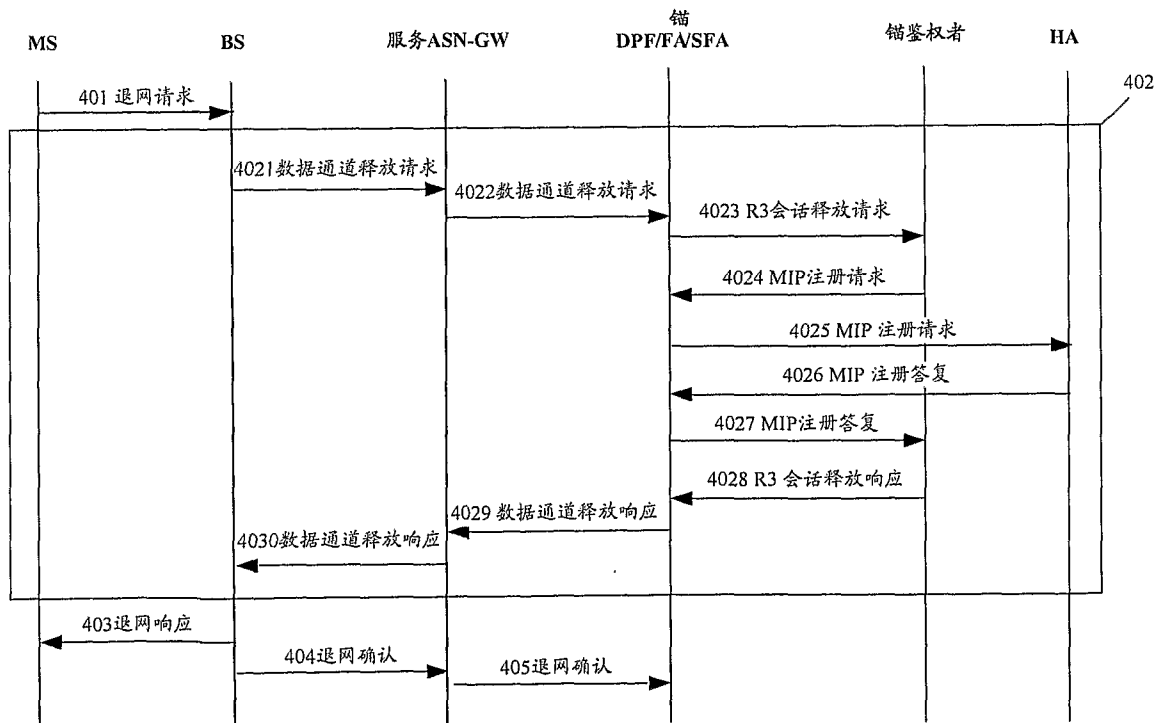 MS
BS
服务ASN-GW
锚
DPF/FA/SFA
锚鉴权者
HA
402
401 退网请求
4021数据通道释放请求
4022数据通道释放请求
4023 R3会话释放请求
4024 MIP注册请求
4025 MIP 注册请求
4026 MIP 注册答复
4027 MIP注册答复
4028 R3 会话释放响应
4029 数据通道释放响应
4030数据通道释放响应
403退网响应
404退网确认
405退网确认